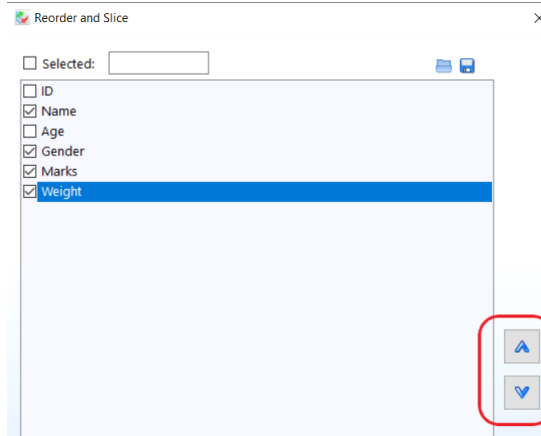 Reorder and Slice
Selected:
ID
Name
Age
Gender
Marks
Weight